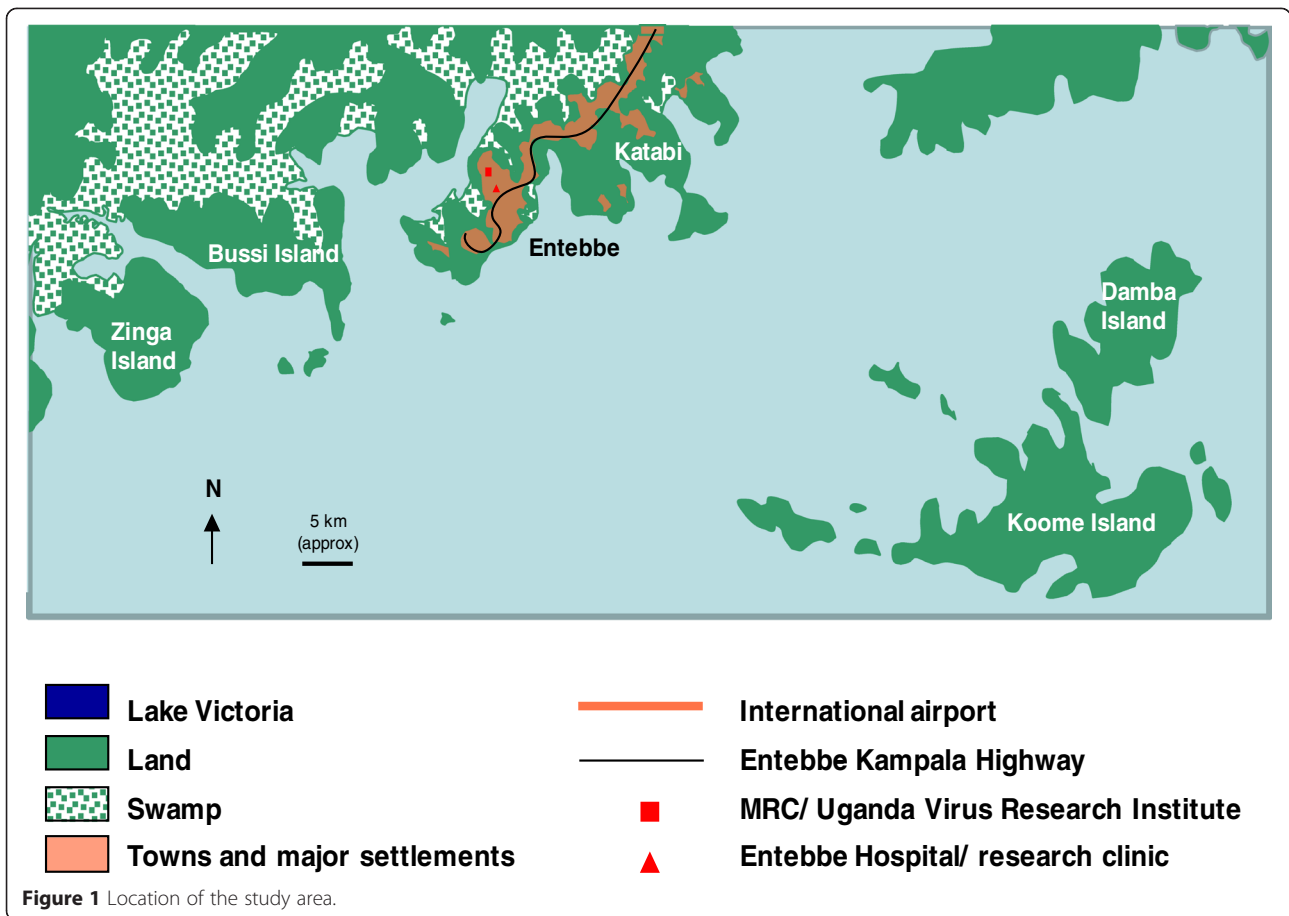 Katabi
Entebbe
Bussi Island
Zinga
Island
Damba
Island
Koome Island
N
5 km
(approx)
Lake Victoria
Land
Swamp
Towns and major settlements
International airport
Entebbe Kampala Highway
MRC/ Uganda Virus Research Institute
Entebbe Hospital/ research clinic
Figure 1 Location of the study area.